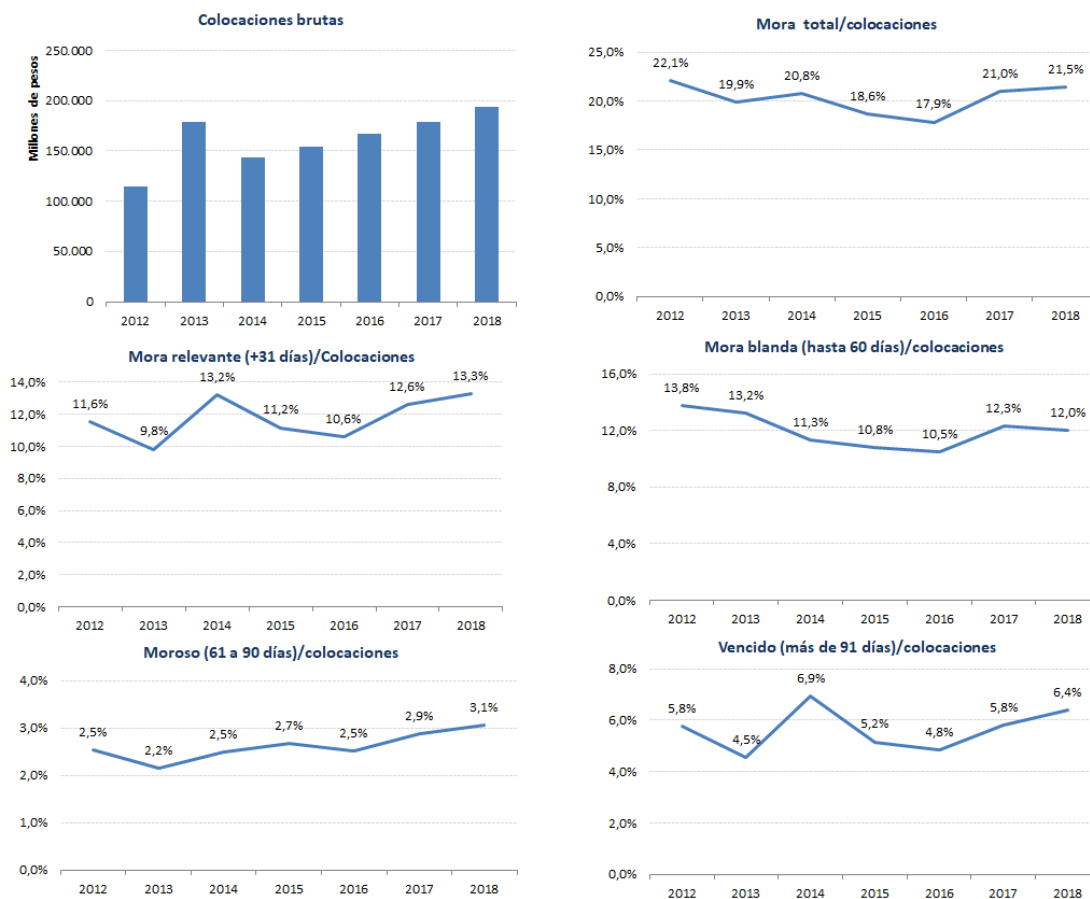 Colocaciones brutas
Millones de pesos
250.000
200.000
150.000
100.000
50.000
0
2012 2013 2014 2015 2016 2017 2018
Mora total/colocaciones
25,0%
20,0%
15,0%
10,0%
5,0%
0,0%
22,1% 19,9% 20,8% 18,6% 17,9% 21,0% 21,5%
2012 2013 2014 2015 2016 2017 2018
Mora relevante (+31 días)/Colocaciones
14,0%
12,0%
10,0%
8,0%
6,0%
4,0%
2,0%
0,0%
11,6% 9,8% 13,2% 11,2% 10,6% 12,6% 13,3%
2012 2013 2014 2015 2016 2017 2018
Mora blanda (hasta 60 días)/colocaciones
16,0%
12,0%
8,0%
4,0%
0,0%
13,8% 13,2% 11,3% 10,8% 10,5% 12,3% 12,0%
2012 2013 2014 2015 2016 2017 2018
Moroso (61 a 90 días)/colocaciones
4,0%
3,0%
2,0%
1,0%
0,0%
2,5% 2,2% 2,5% 2,7% 2,5% 2,9% 3,1%
2012 2013 2014 2015 2016 2017 2018
Vencido (más de 91 días)/colocaciones
8,0%
6,0%
4,0%
2,0%
0,0%
5,8% 4,5% 6,9% 5,2% 4,8% 5,8% 6,4%
2012 2013 2014 2015 2016 2017 2018